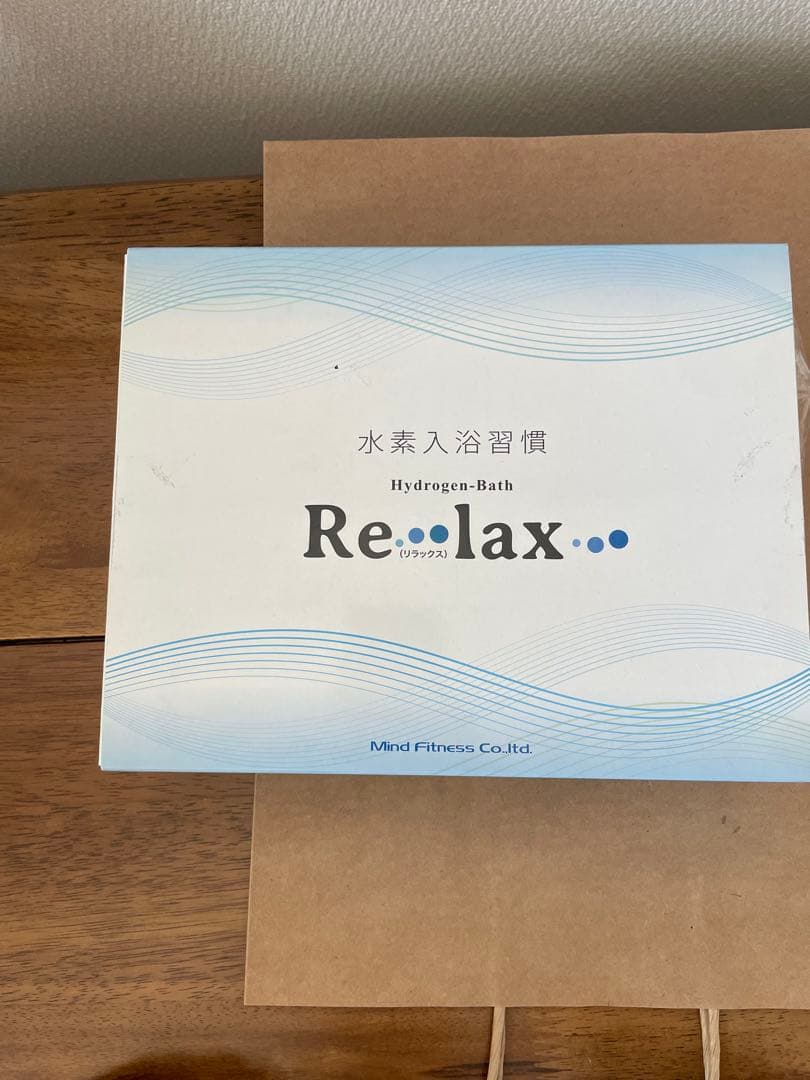 水素入浴習慣
Hydrogen-Bath
Re lax
(リラックス)
Mind Fitness Co.,ltd.